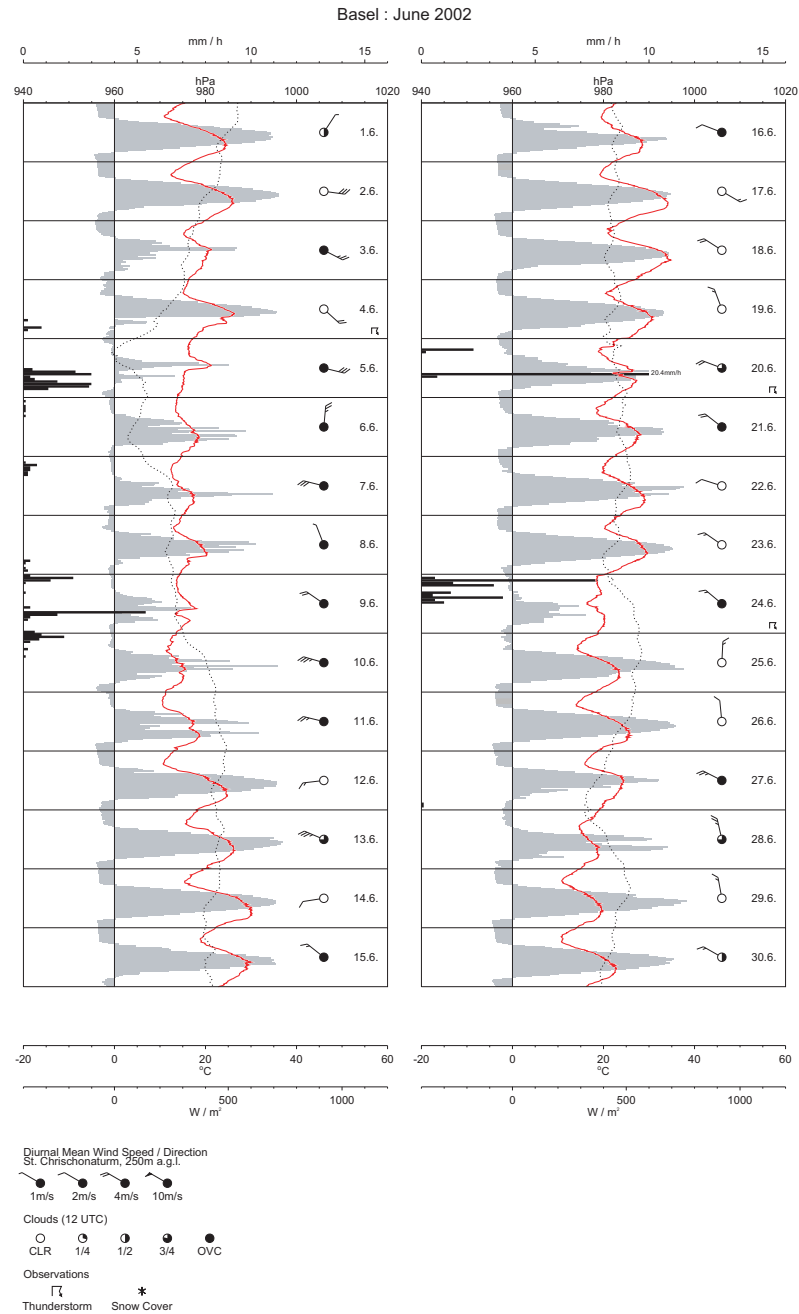 Basel : June 2002
mm / h mm / h
0 5 10 15 0 5 10 15
hPa hPa
940 960 980 1000 1020 940 960 980 1000 1020
1.6. 16.6.
2.6. 17.6.
3.6. 18.6.
4.6. 19.6.
5.6. 20.4mm/h 20.6.
6.6. 21.6.
7.6. 22.6.
8.6. 23.6.
9.6. 24.6.
10.6. 25.6.
11.6. 26.6.
12.6. 27.6.
13.6. 28.6.
14.6. 29.6.
15.6. 30.6.
-20 0 20 40 60 -20 0 20 40 60
°C °C
0 500 1000 0 500 1000
W / m² W / m²
Diurnal Mean Wind Speed / Direction
St. Chrischonaturm, 250m a.g.l.
1m/s 2m/s 4m/s 10m/s
Clouds (12 UTC)
CLR 1/4 1/2 3/4 OVC
Observations
Thunderstorm Snow Cover